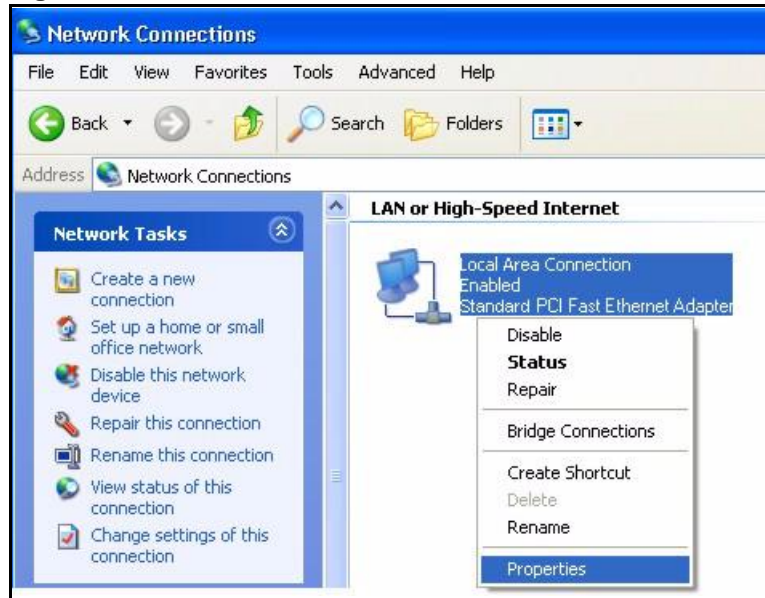 Network Connections
File Edit View Favorites Tools Advanced Help
Back Search Folders
Address Network Connections
Network Tasks
Create a new
connection
Set up a home or small
office network
Disable this network
device
Repair this connection
Rename this connection
View status of this
connection
Change settings of this
connection
LAN or High-Speed Internet
Local Area Connection
Enabled
Standard PCI Fast Ethernet Adapter
Disable
Status
Repair
Bridge Connections
Create Shortcut
Delete
Rename
Properties